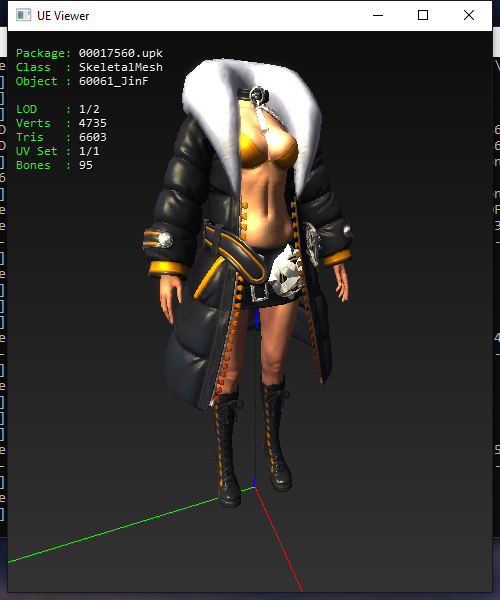 UE Viewer
Package: 00017560.upk
Class : SkeletalMesh
Object : 60061_JinF
LOD : 1/2
Verts : 4735
Tris : 6603
UV Set : 1/1
Bones : 95